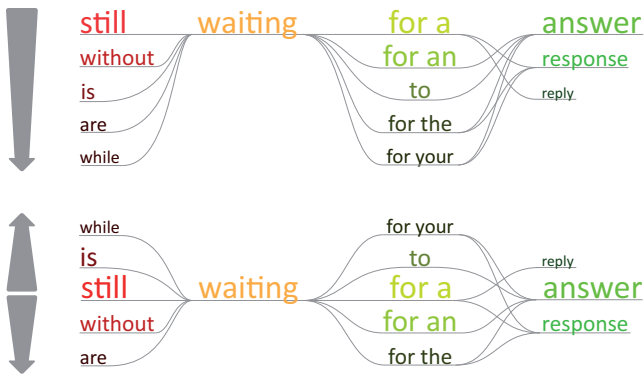 still waiting for a answer
without for an response
is to reply
are for the
while for your
while for your
is to reply
still waiting for a answer
without for an response
are for the